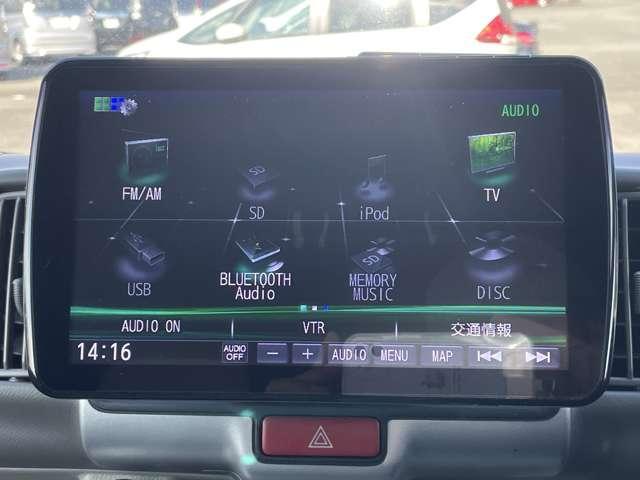 AUDIO
FM/AM
SD
iPod
TV
USB
BLUETOOTH
Audio
MEMORY
MUSIC
DISC
AUDIO ON
VTR
交通情報
14:16
AUDIO
OFF
− + AUDIO MENU MAP